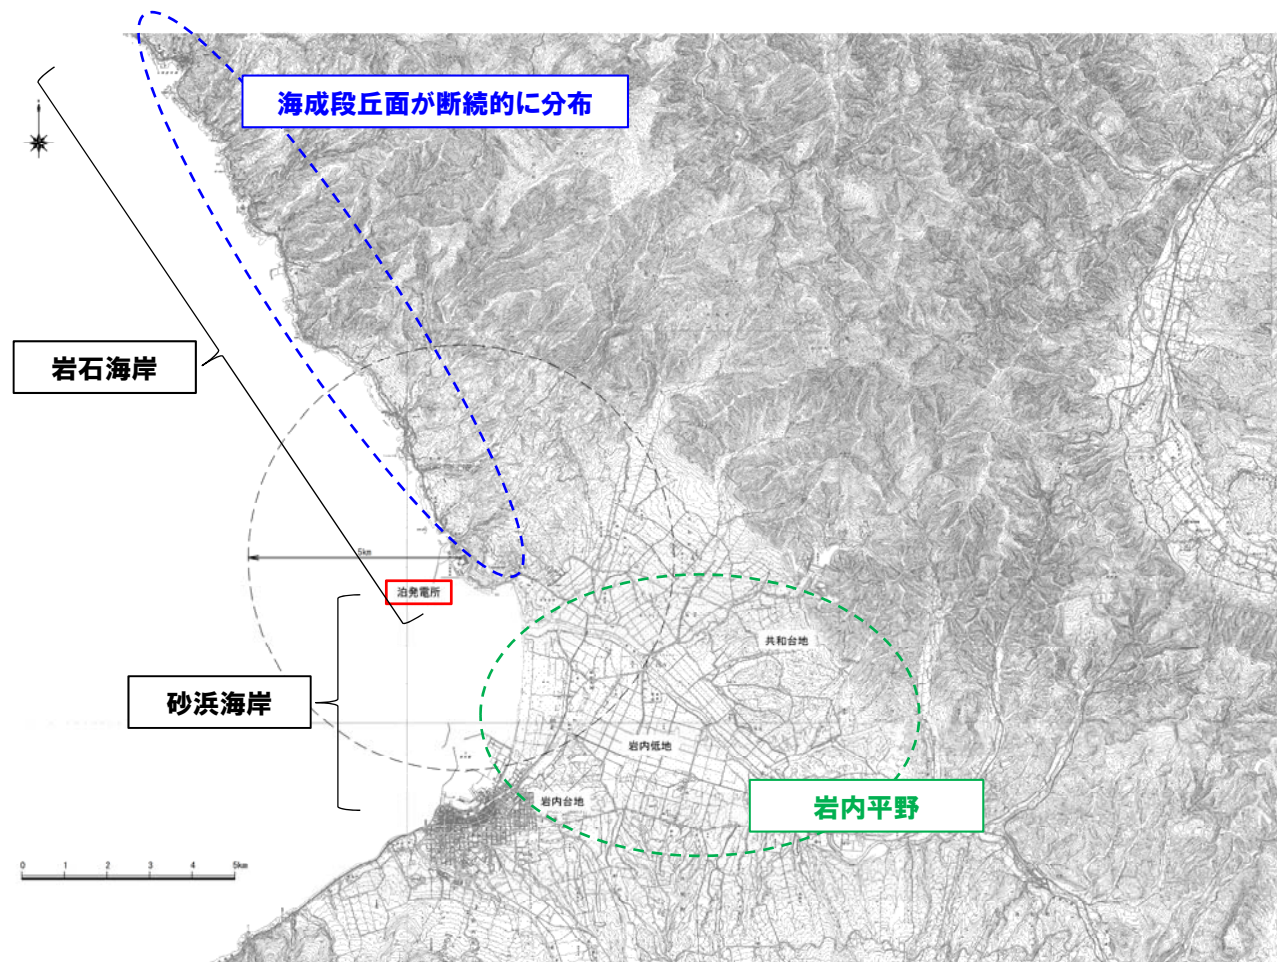 海成段丘面が断続的に分布
岩石海岸
5km
泊発電所
共和台地
砂浜海岸
岩内低地
岩内台地
岩内平野
0 1 2 3 4 5km